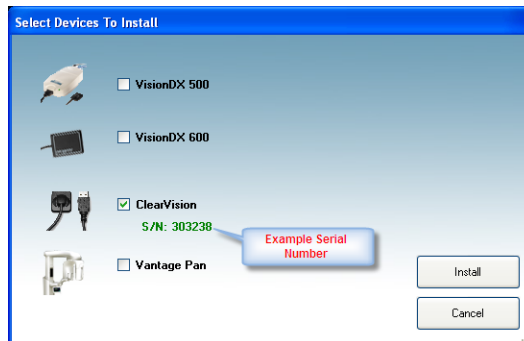 Select Devices To Install
VisionDX 500
VisionDX 600
ClearVision
S/N: 303238
Example Serial
Number
Vantage Pan
Install
Cancel